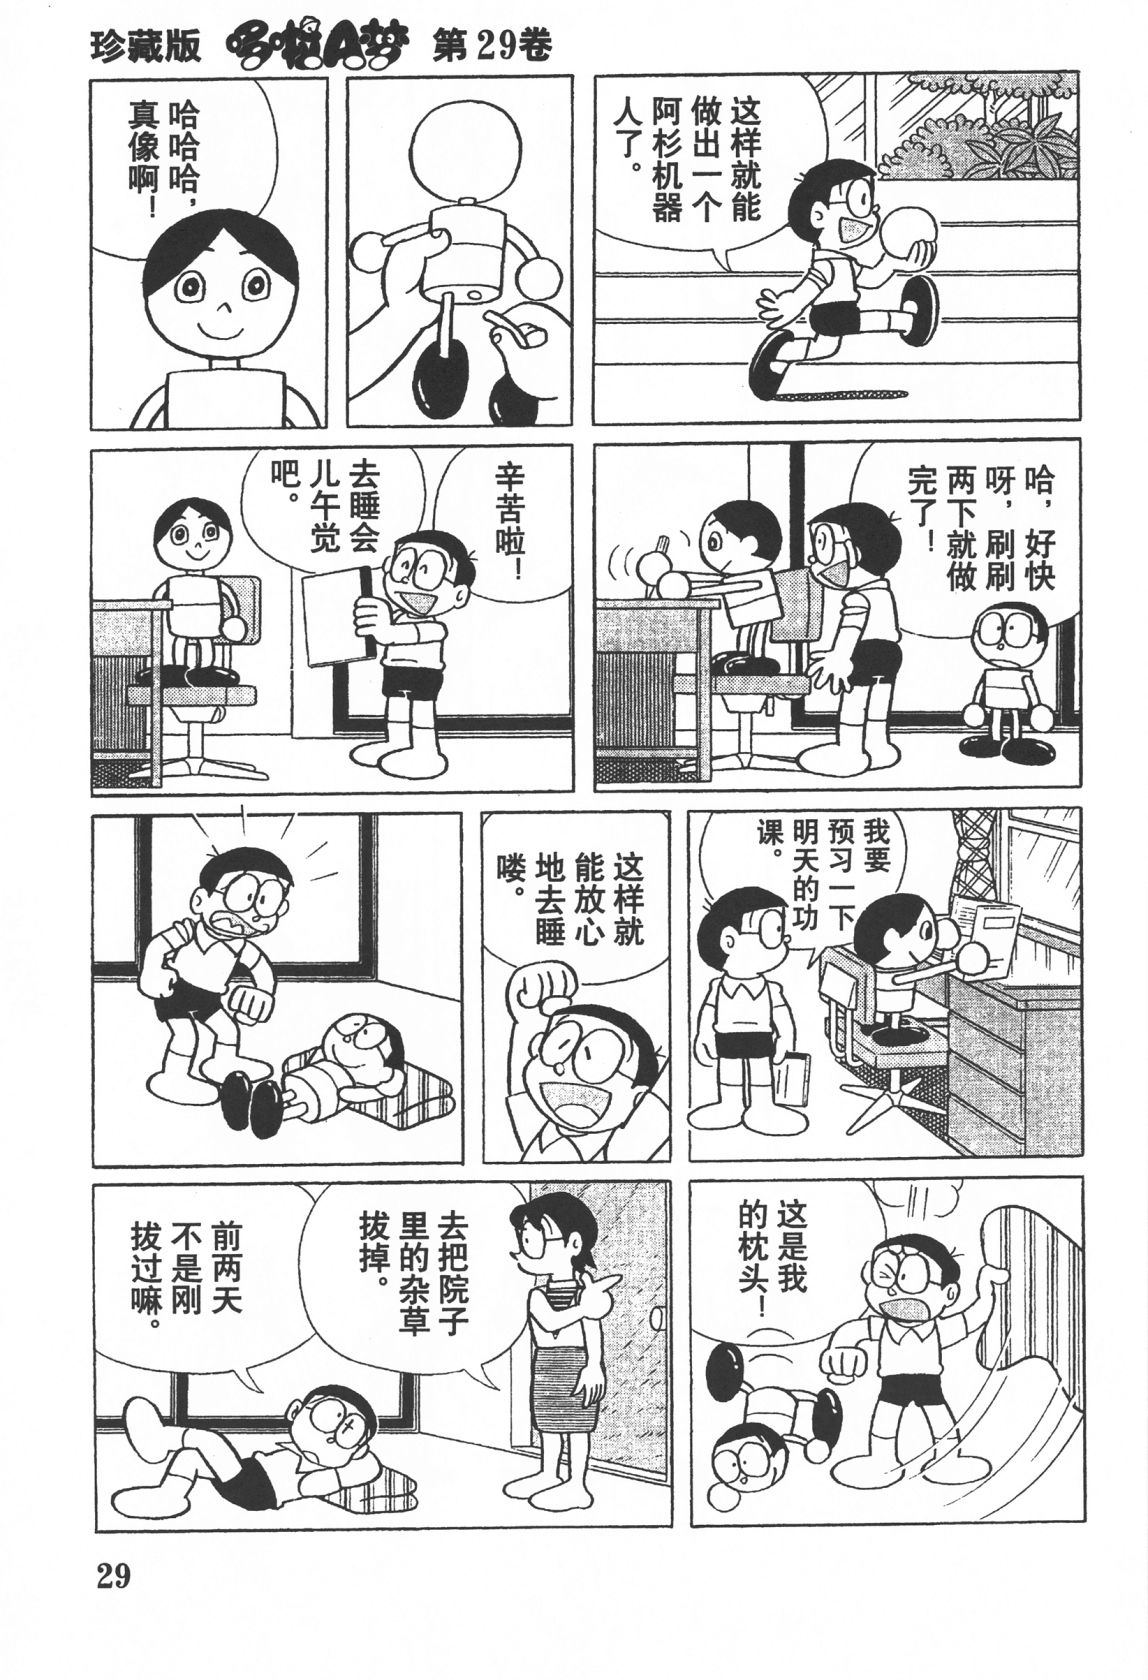 珍藏版 哆啦A梦 第29卷
这样就能
做出一个
阿杉机器
人了。
哈哈哈，
真像啊！
哈，好快
呀，刷刷
两下就做
完了！
辛苦啦！
去睡会
儿午觉
吧。
我要
预习一下
明天的功
课。
这样就
能放心
地去睡
喽。
这是我
的枕头！
去把院子
里的杂草
拔掉。
前两天
不是刚
拔过嘛。
29